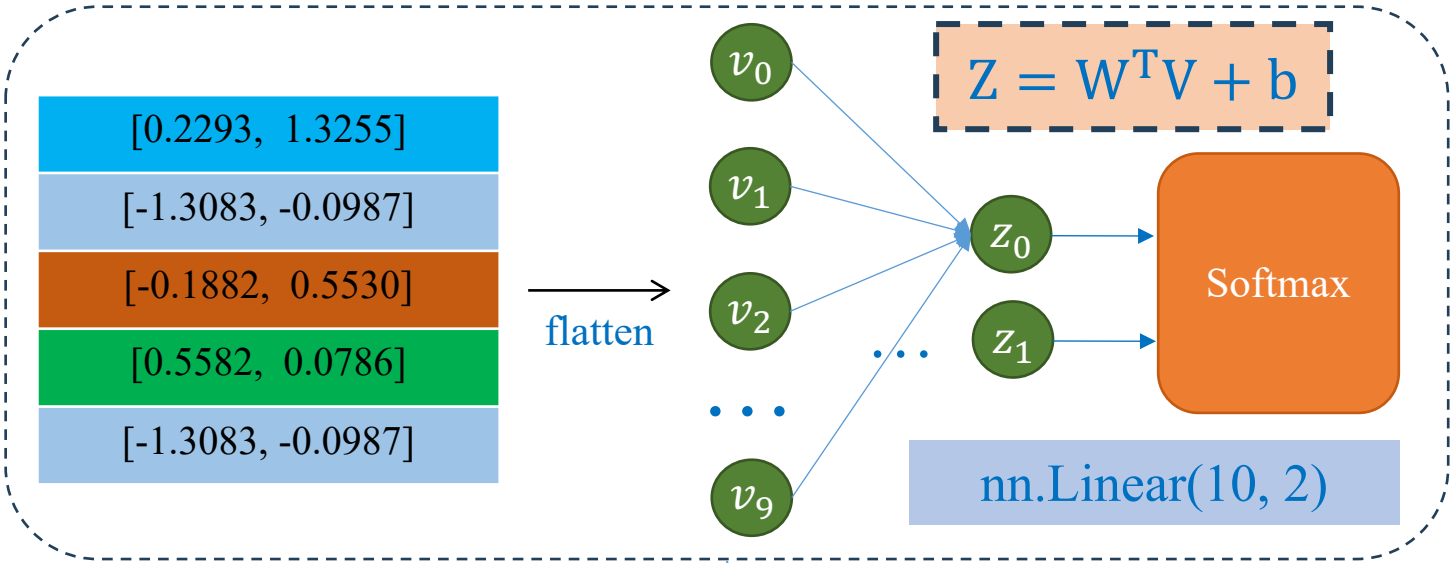 [0.2293, 1.3255]
[-1.3083, -0.0987]
[-0.1882, 0.5530]
[0.5582, 0.0786]
[-1.3083, -0.0987]
flatten
v₀
v₁
v₂
...
v₉
...
z₀
z₁
Z = WᵀV + b
Softmax
nn.Linear(10, 2)